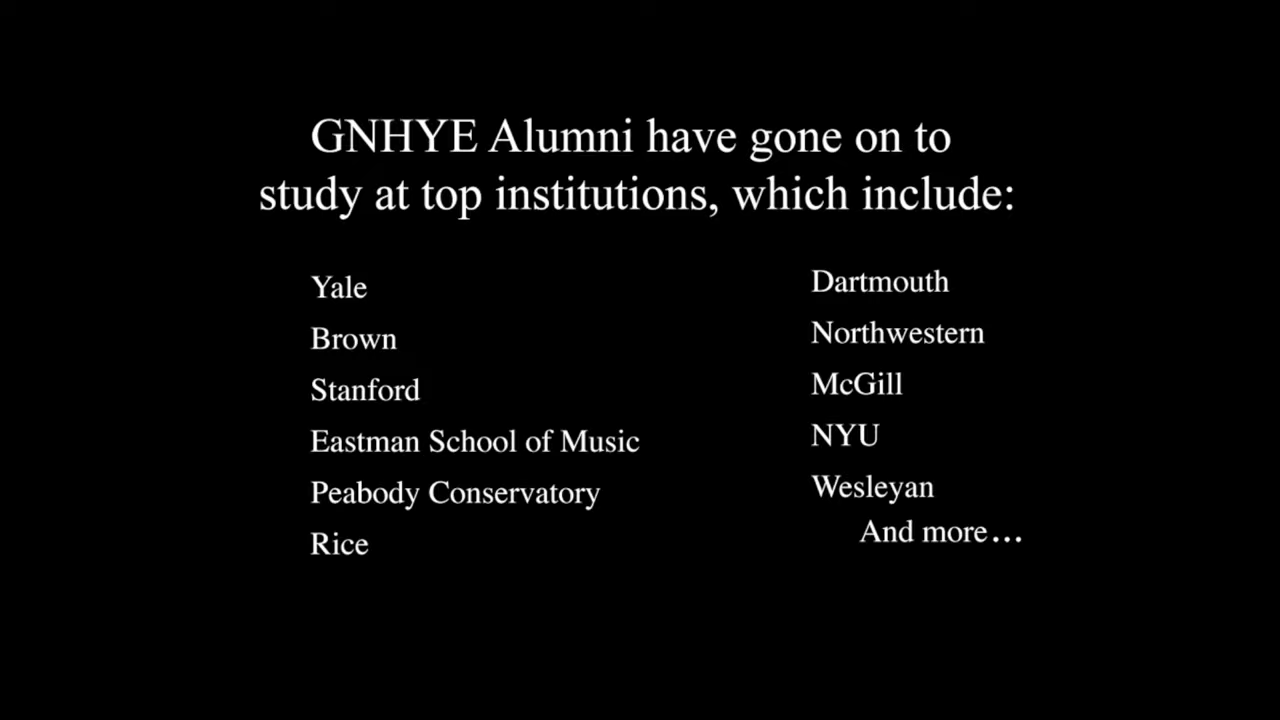 GNHYE Alumni have gone on to
study at top institutions, which include:
Yale
Brown
Stanford
Eastman School of Music
Peabody Conservatory
Rice
Dartmouth
Northwestern
McGill
NYU
Wesleyan
And more…